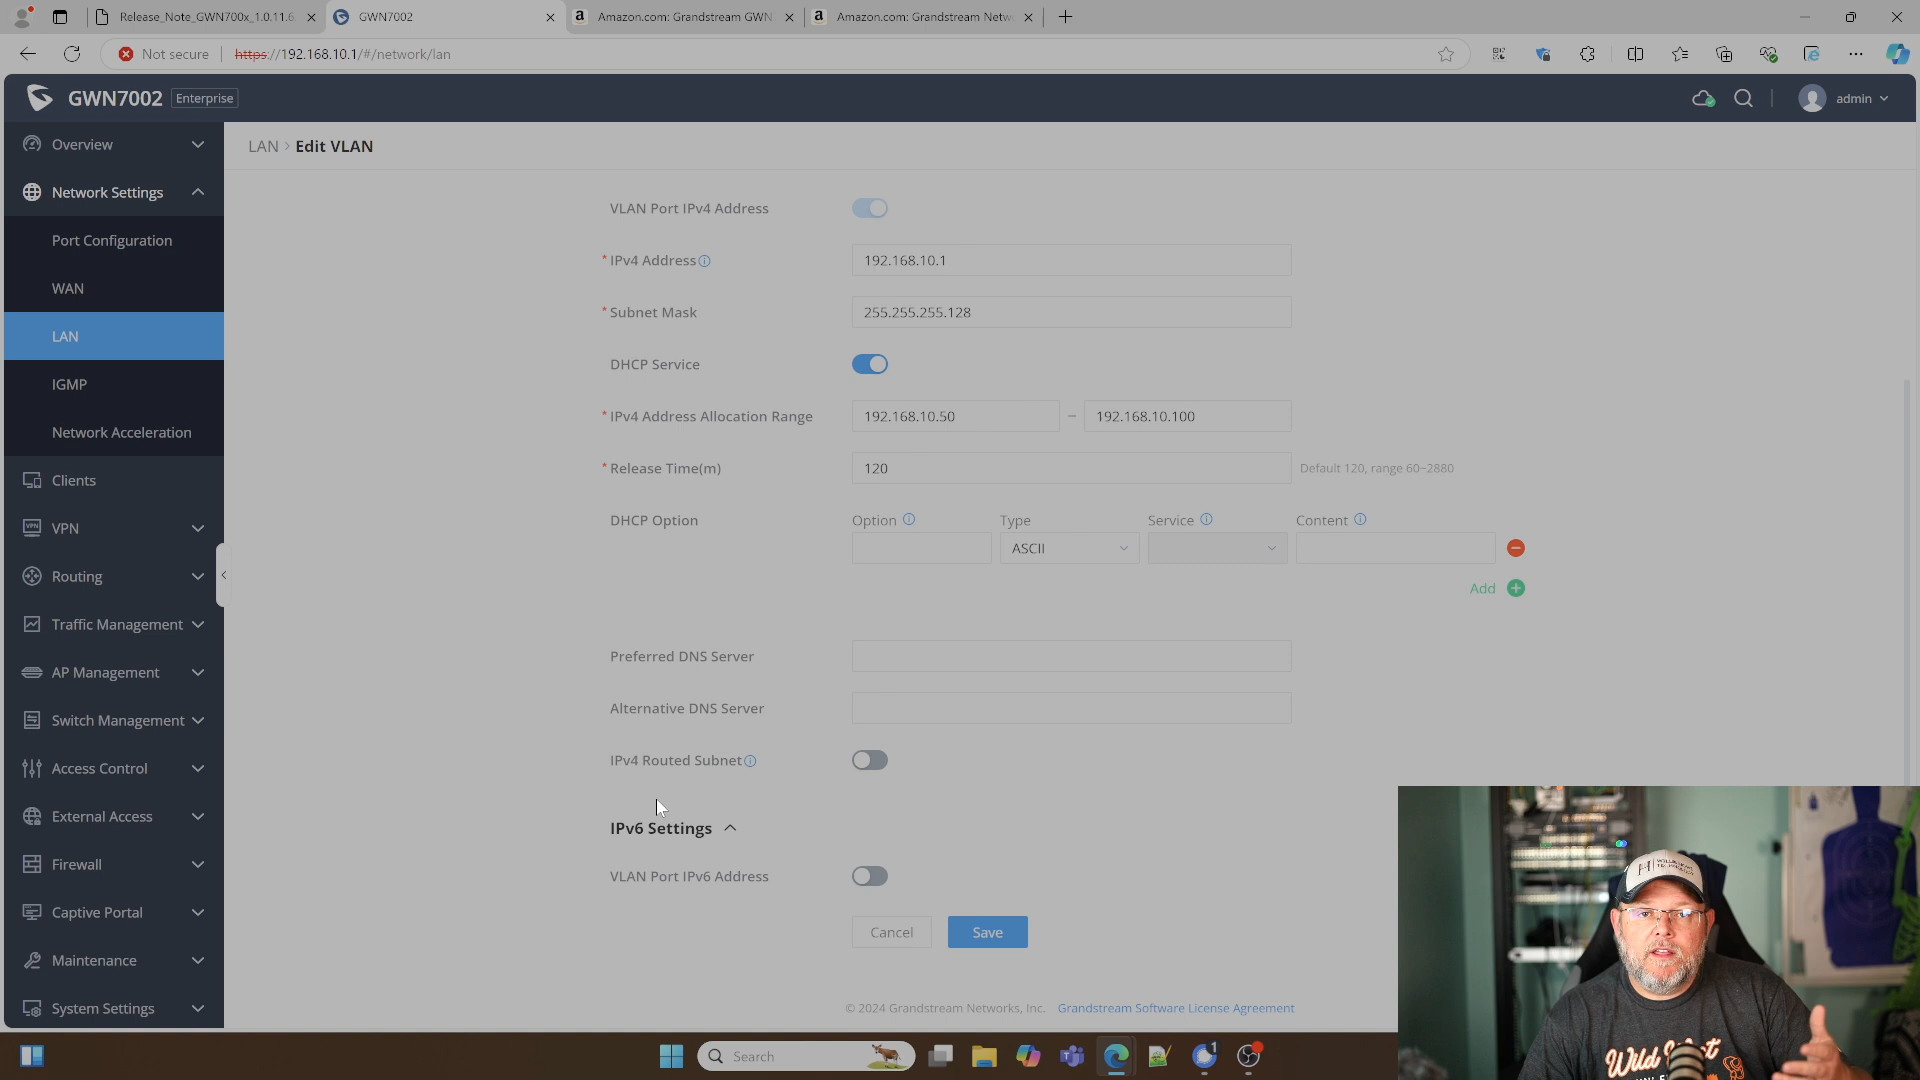 Release_Note_GWN700x_1.0.11.6
GWN7002
Amazon.com: Grandstream GWN
Amazon.com: Grandstream Netw
Not secure
https://192.168.10.1/#/network/lan
GWN7002
Enterprise
admin
Overview
Network Settings
Port Configuration
WAN
LAN
IGMP
Network Acceleration
Clients
VPN
Routing
Traffic Management
AP Management
Switch Management
Access Control
External Access
Firewall
Captive Portal
Maintenance
System Settings
LAN > Edit VLAN
VLAN Port IPv4 Address
* IPv4 Address
192.168.10.1
* Subnet Mask
255.255.255.128
DHCP Service
* IPv4 Address Allocation Range
192.168.10.50 – 192.168.10.100
* Release Time(m)
120
Default 120, range 60~2880
DHCP Option
Option
Type
Service
Content
ASCII
Add
Preferred DNS Server
Alternative DNS Server
IPv4 Routed Subnet
IPv6 Settings
VLAN Port IPv6 Address
Cancel
Save
© 2024 Grandstream Networks, Inc. Grandstream Software License Agreement
Search
1